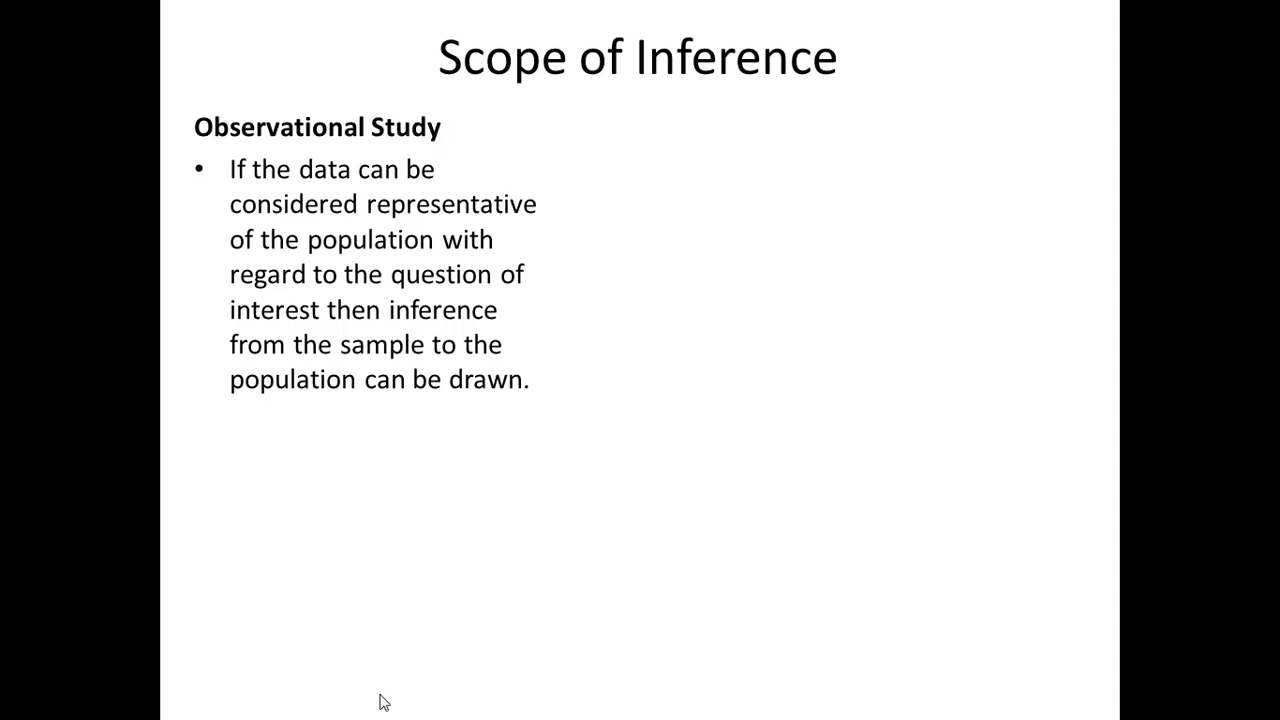 Scope of Inference
Observational Study
• If the data can be
considered representative
of the population with
regard to the question of
interest then inference
from the sample to the
population can be drawn.